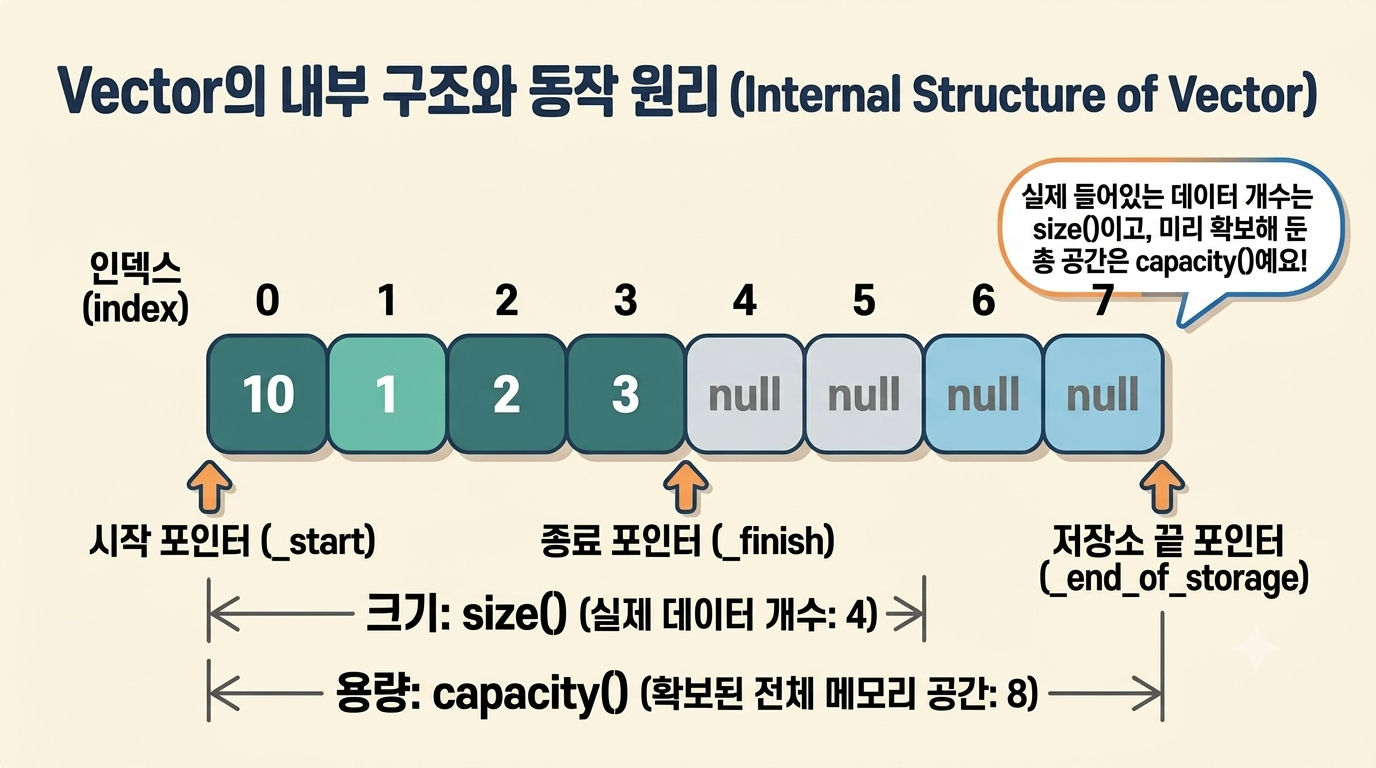 Vector의 내부 구조와 동작 원리 (Internal Structure of Vector)
실제 들어있는 데이터 개수는
size()이고, 미리 확보해 둔
총 공간은 capacity()예요!
인덱스
(index)
0 1 2 3 4 5 6 7
10 1 2 3 null null null null
시작 포인터 (_start)
종료 포인터 (_finish)
저장소 끝 포인터
(_end_of_storage)
크기: size() (실제 데이터 개수: 4)
용량: capacity() (확보된 전체 메모리 공간: 8)